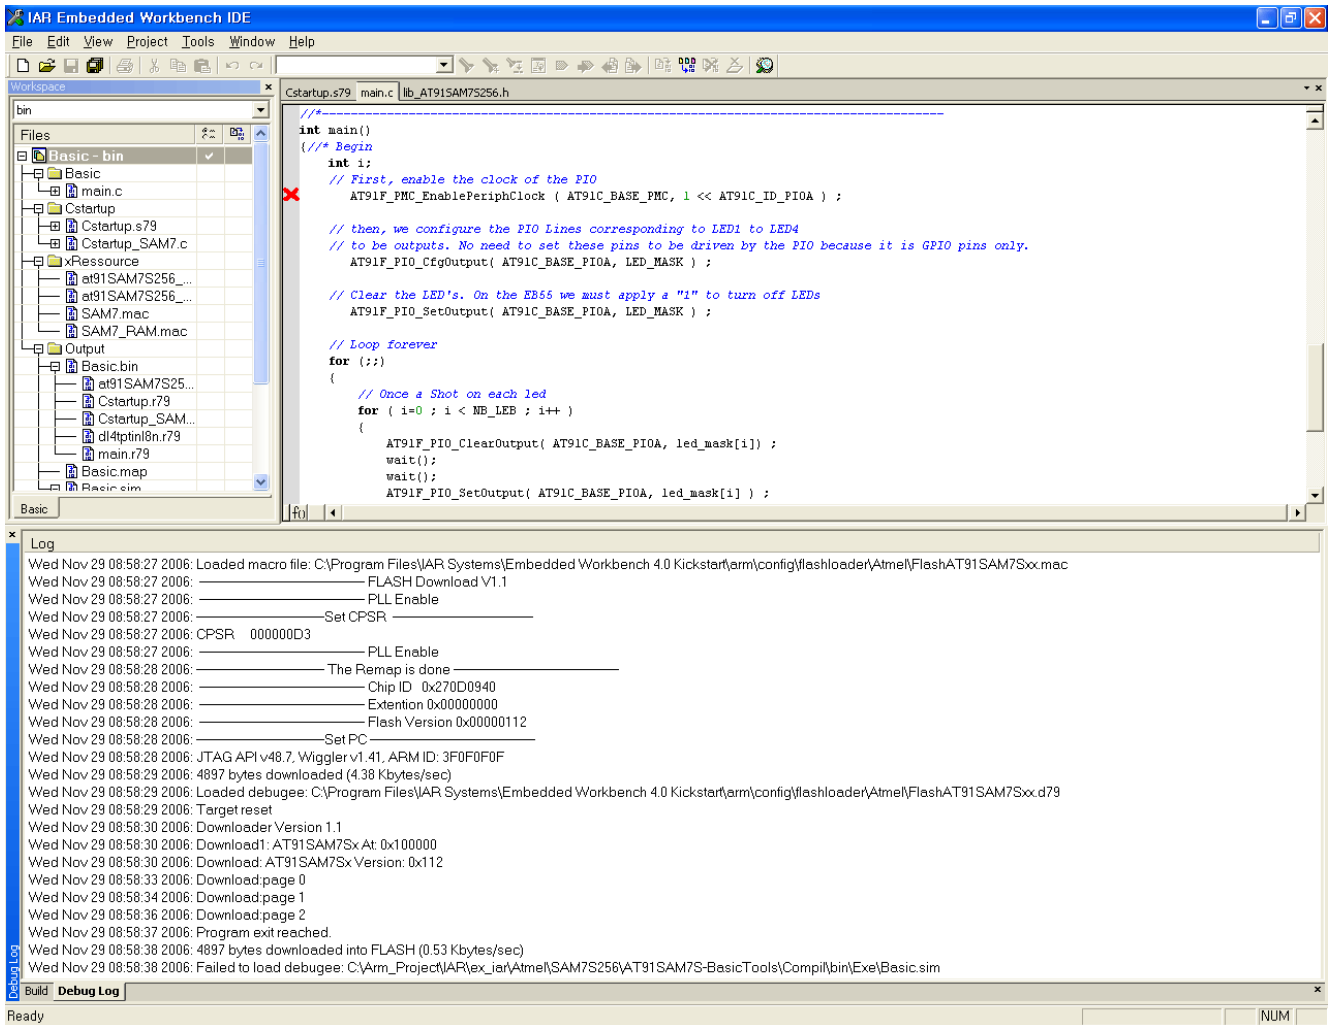 IAR Embedded Workbench IDE
File Edit View Project Tools Window Help
Workspace
bin
Files
Basic - bin
Basic
main.c
Cstartup
Cstartup.s79
Cstartup_SAM7.c
xRessource
at91SAM7S256_...
at91SAM7S256_...
SAM7.mac
SAM7_RAM.mac
Output
Basic.bin
at91SAM7S25...
Cstartup.r79
Cstartup_SAM...
dl4tptinl8n.r79
main.r79
Basic.map
Basic.sim
Basic
Cstartup.s79 main.c lib_AT91SAM7S256.h
//*--------------------------------------------------------------------------------------
int main()
{//* Begin
int i;
// First, enable the clock of the PIO
AT91F_PMC_EnablePeriphClock ( AT91C_BASE_PMC, 1 << AT91C_ID_PIOA ) ;
// then, we configure the PIO Lines corresponding to LED1 to LED4
// to be outputs. No need to set these pins to be driven by the PIO because it is GPIO pins only.
AT91F_PIO_CfgOutput( AT91C_BASE_PIOA, LED_MASK ) ;
// Clear the LED's. On the EB55 we must apply a "1" to turn off LEDs
AT91F_PIO_SetOutput( AT91C_BASE_PIOA, LED_MASK ) ;
// Loop forever
for (;;)
{
// Once a Shot on each led
for ( i=0 ; i < NB_LEB ; i++ )
{
AT91F_PIO_ClearOutput( AT91C_BASE_PIOA, led_mask[i]) ;
wait();
wait();
AT91F_PIO_SetOutput( AT91C_BASE_PIOA, led_mask[i] ) ;
f()
Log
Wed Nov 29 08:58:27 2006: Loaded macro file: C:\Program Files\IAR Systems\Embedded Workbench 4.0 Kickstart\arm\config\flashloader\Atmel\FlashAT91SAM7Sxx.mac
Wed Nov 29 08:58:27 2006: ------------------------------- FLASH Download V1.1
Wed Nov 29 08:58:27 2006: ------------------------------- PLL Enable
Wed Nov 29 08:58:27 2006: ------------------------Set CPSR ---------------------------
Wed Nov 29 08:58:27 2006: CPSR 000000D3
Wed Nov 29 08:58:27 2006: ------------------------------- PLL Enable
Wed Nov 29 08:58:28 2006: ------------------------ The Remap is done -------------------------------
Wed Nov 29 08:58:28 2006: ------------------------------- Chip ID 0x270D0940
Wed Nov 29 08:58:28 2006: ------------------------------- Extention 0x00000000
Wed Nov 29 08:58:28 2006: ------------------------------- Flash Version 0x00000112
Wed Nov 29 08:58:28 2006: ------------------------Set PC-------------------------------
Wed Nov 29 08:58:28 2006: JTAG API v48.7, Wiggler v1.41, ARM ID: 3F0F0F0F
Wed Nov 29 08:58:29 2006: 4897 bytes downloaded (4.38 Kbytes/sec)
Wed Nov 29 08:58:29 2006: Loaded debugee: C:\Program Files\IAR Systems\Embedded Workbench 4.0 Kickstart\arm\config\flashloader\Atmel\FlashAT91SAM7Sxx.d79
Wed Nov 29 08:58:29 2006: Target reset
Wed Nov 29 08:58:30 2006: Downloader Version 1.1
Wed Nov 29 08:58:30 2006: Download1: AT91SAM7Sx At: 0x100000
Wed Nov 29 08:58:30 2006: Download: AT91SAM7Sx Version: 0x112
Wed Nov 29 08:58:33 2006: Download:page 0
Wed Nov 29 08:58:34 2006: Download:page 1
Wed Nov 29 08:58:36 2006: Download:page 2
Wed Nov 29 08:58:37 2006: Program exit reached.
Wed Nov 29 08:58:38 2006: 4897 bytes downloaded into FLASH (0.53 Kbytes/sec)
Wed Nov 29 08:58:38 2006: Failed to load debugee: C:\Arm_Project\IAR\ex_iar\Atmel\SAM7S256\AT91SAM7S-BasicTools\Compil\bin\Exe\Basic.sim
Debug Log
Build Debug Log
Ready NUM